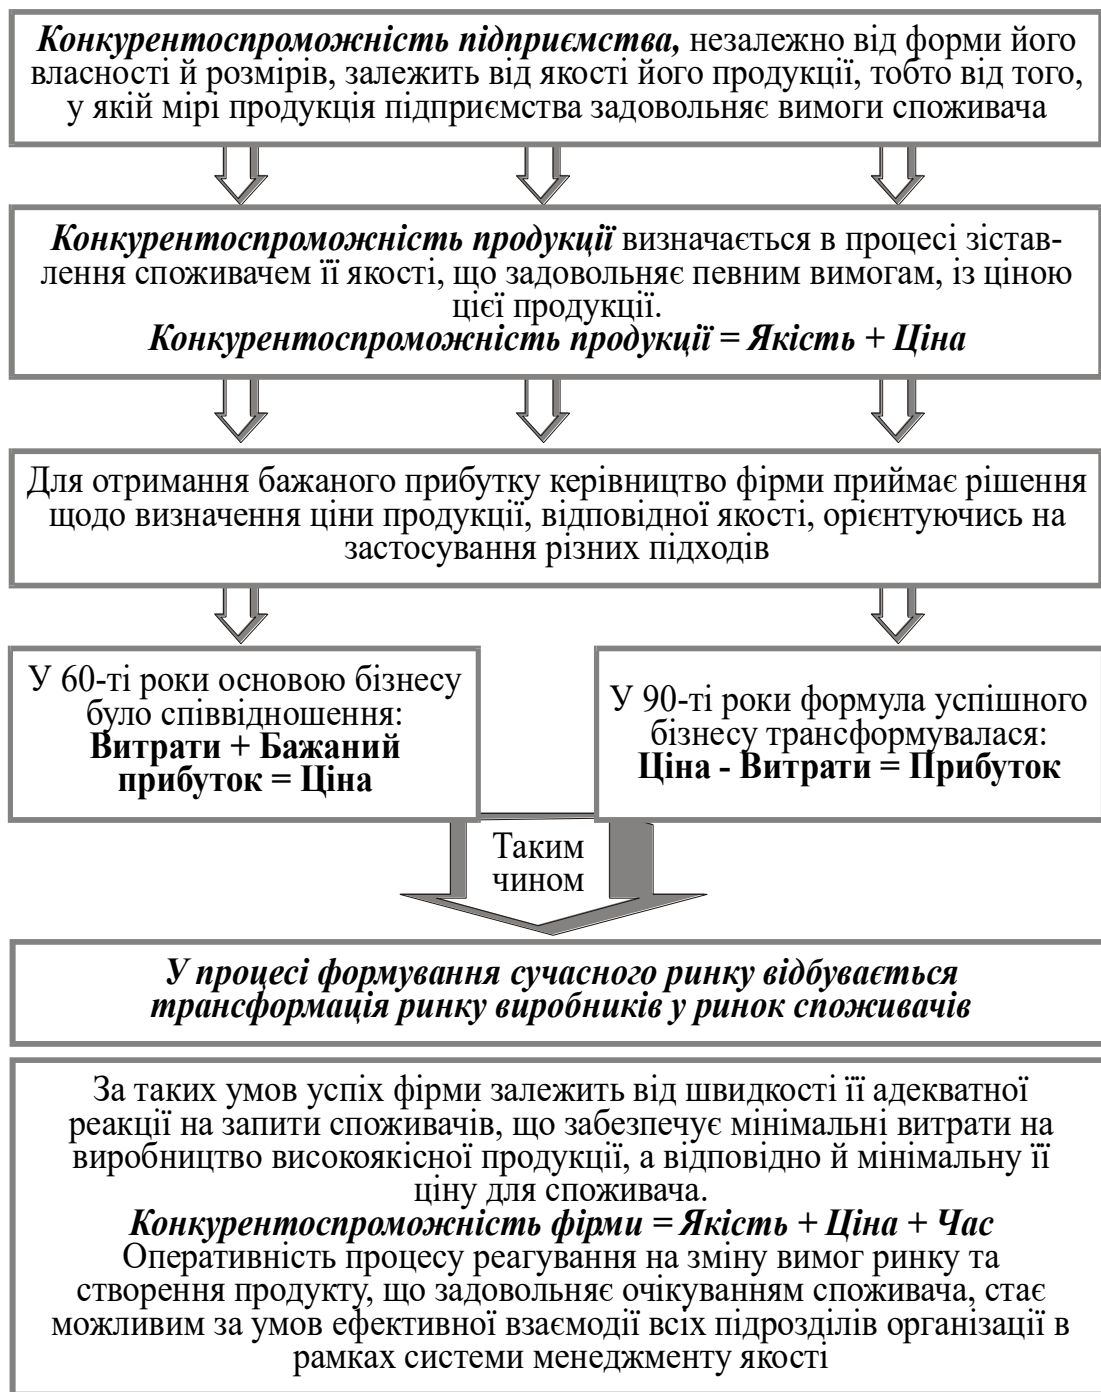 Конкурентоспроможність підприємства, незалежно від форми його
власності й розмірів, залежить від якості його продукції, тобто від того,
у якій мірі продукція підприємства задовольняє вимоги споживача
Конкурентоспроможність продукції визначається в процесі зістав-
лення споживачем її якості, що задовольняє певним вимогам, із ціною
цієї продукції.
Конкурентоспроможність продукції = Якість + Ціна
Для отримання бажаного прибутку керівництво фірми приймає рішення
щодо визначення ціни продукції, відповідної якості, орієнтуючись на
застосування різних підходів
У 60-ті роки основою бізнесу
було співвідношення:
Витрати + Бажаний
прибуток = Ціна
У 90-ті роки формула успішного
бізнесу трансформувалася:
Ціна - Витрати = Прибуток
Таким
чином
У процесі формування сучасного ринку відбувається
трансформація ринку виробників у ринок споживачів
За таких умов успіх фірми залежить від швидкості її адекватної
реакції на запити споживачів, що забезпечує мінімальні витрати на
виробництво високоякісної продукції, а відповідно й мінімальну її
ціну для споживача.
Конкурентоспроможність фірми = Якість + Ціна + Час
Оперативність процесу реагування на зміну вимог ринку та
створення продукту, що задовольняє очікуванням споживача, стає
можливим за умов ефективної взаємодії всіх підрозділів організації в
рамках системи менеджменту якості